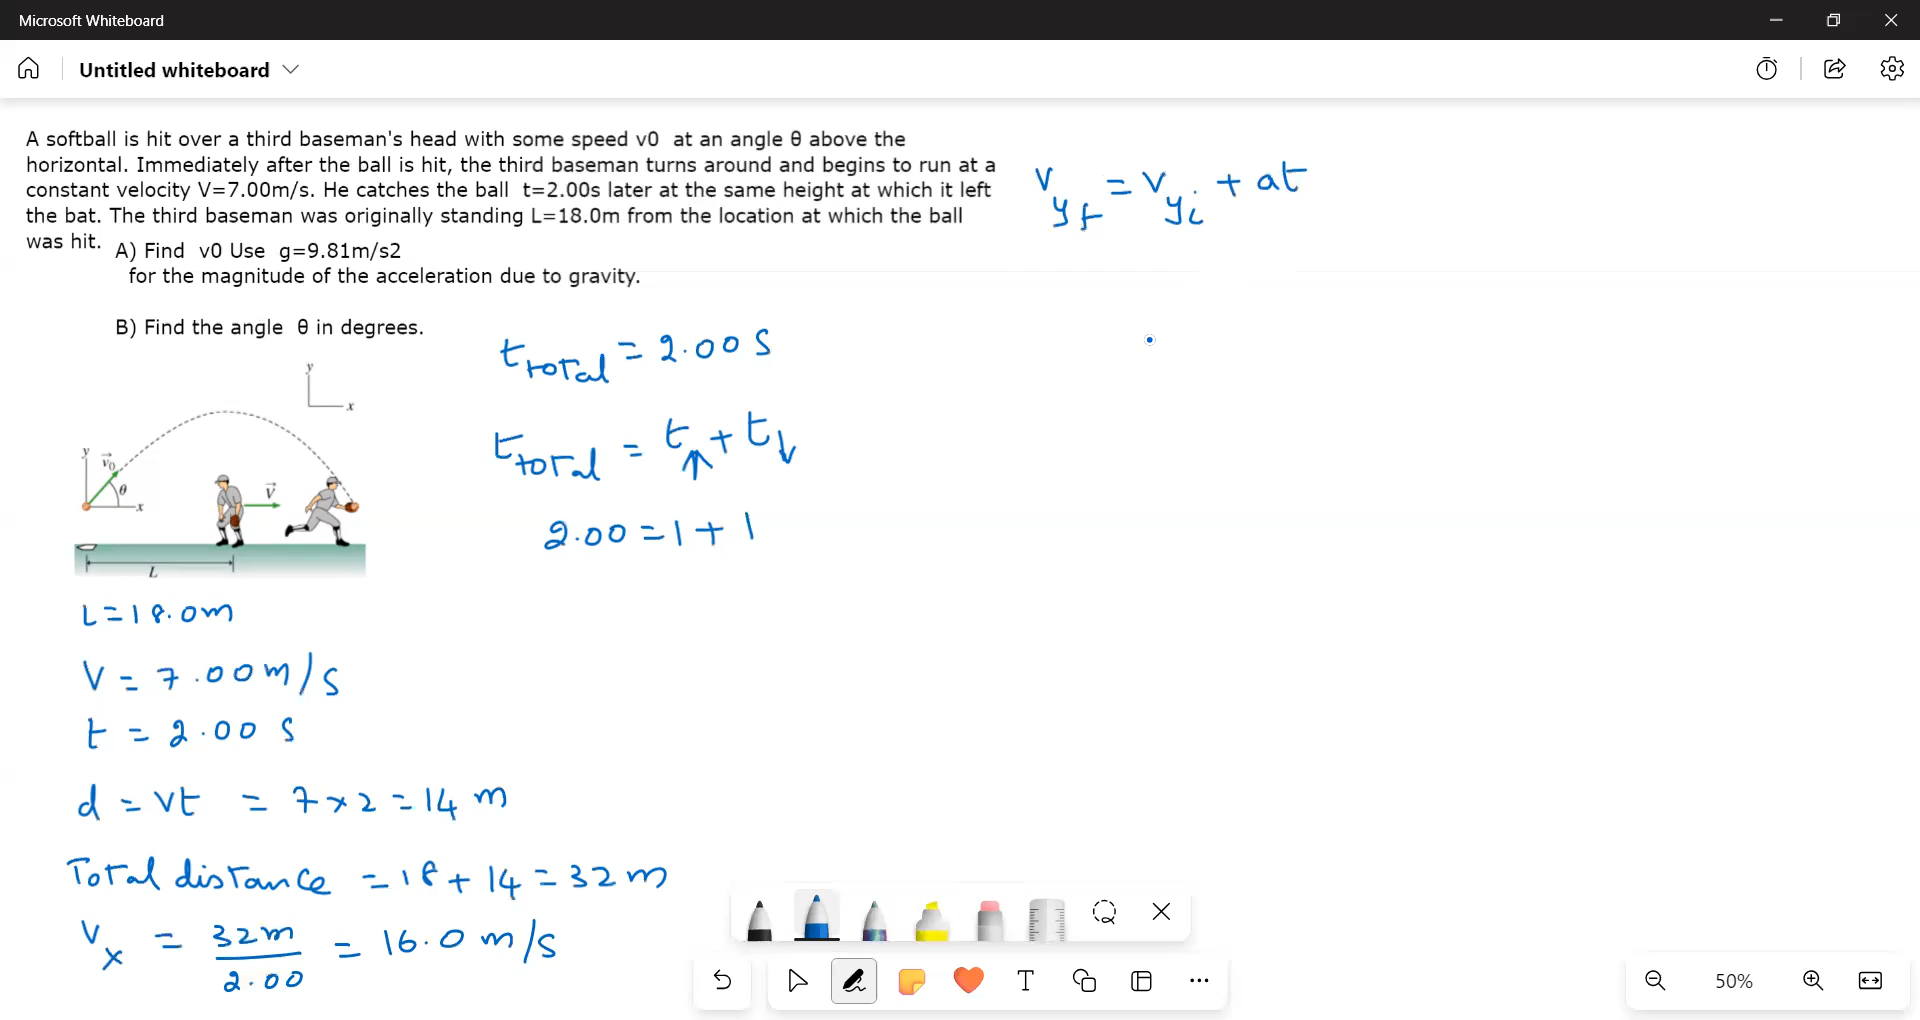 Microsoft Whiteboard
Untitled whiteboard
A softball is hit over a third baseman's head with some speed v0 at an angle θ above the
horizontal. Immediately after the ball is hit, the third baseman turns around and begins to run at a
constant velocity V=7.00m/s. He catches the ball t=2.00s later at the same height at which it left
the bat. The third baseman was originally standing L=18.0m from the location at which the ball
was hit.
A) Find v0 Use g=9.81m/s2
for the magnitude of the acceleration due to gravity.
B) Find the angle θ in degrees.
y
x
y
v0
θ
x
V
L
L=18.0m
V = 7.00m/s
t = 2.00 s
d = vt = 7×2 = 14 m
Total distance = 18 + 14 = 32 m
vx = 32m / 2.00 = 16.0 m/s
t total = 2.00 s
t total = t↑ + t↓
2.00 = 1 + 1
vyf = vyi + at
50%